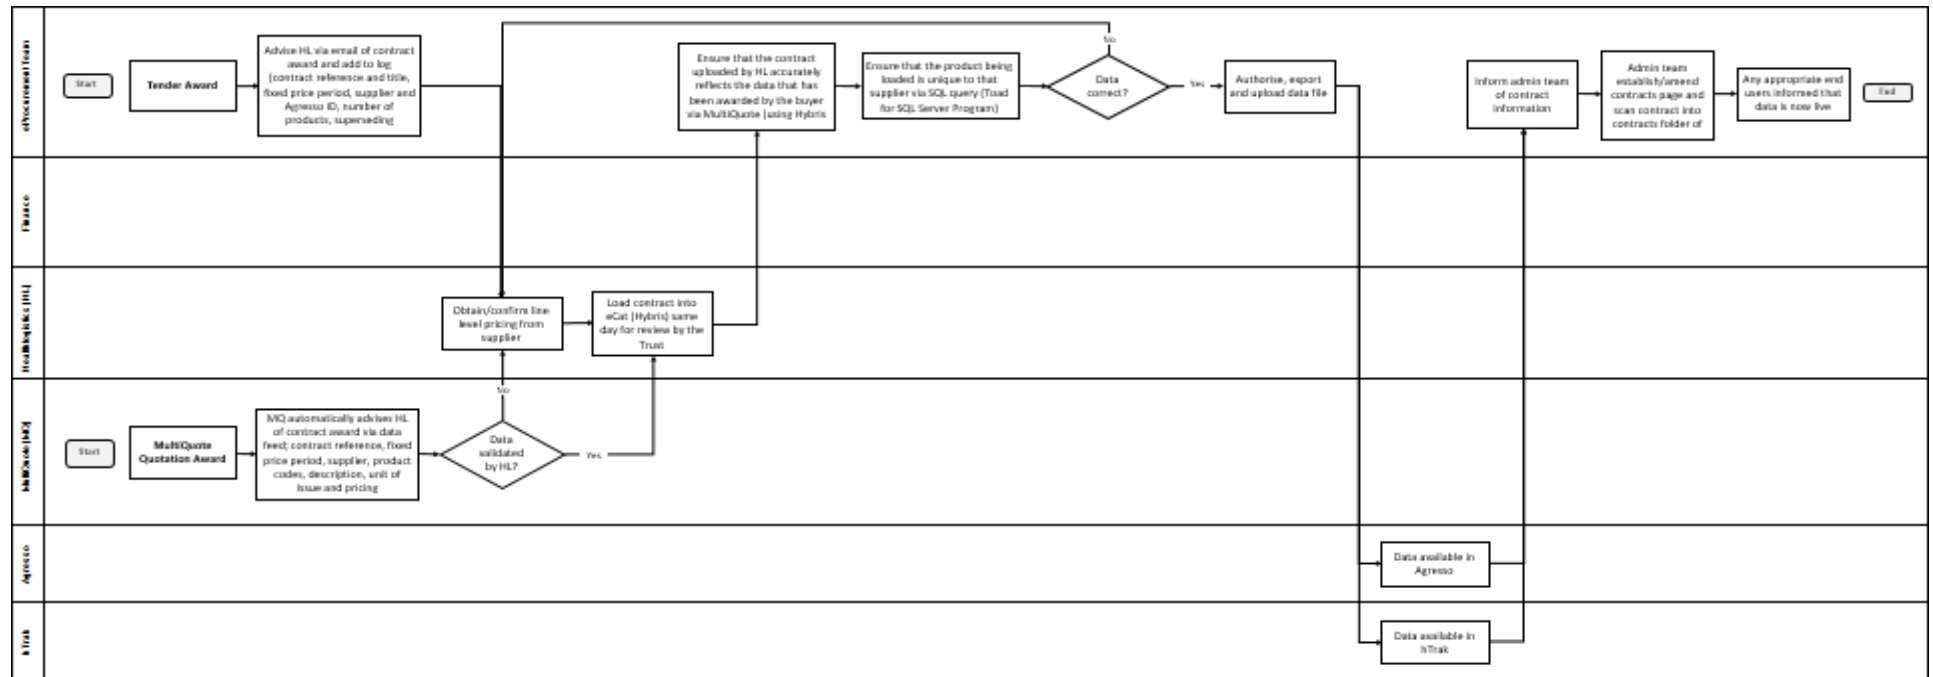 eProcurement Team
Start
Tender Award
Advise HL via email of contract
award and add to log
(contract reference and title,
fixed price period, supplier and
Agresso ID, number of
products, superseding
Ensure that the contract
uploaded by HL accurately
reflects the data that has
been awarded by the buyer
via MultiQuote (using Hybris
Ensure that the product being
loaded is unique to that
supplier via SQL query (Toad
for SQL Server Program)
No
Data
correct?
Yes
Authorise, export
and upload data file
Inform admin team
of contract
information
Admin team
establish/amend
contracts page and
scan contract into
contracts folder of
Any appropriate end
users informed that
data is now live
End
Finance
Healthlogistics (HL)
Obtain/confirm line
level pricing from
supplier
Load contract into
eCat (Hybris) same
day for review by the
Trust
MultiQuote (MQ)
Start
MultiQuote
Quotation Award
MQ automatically advises HL
of contract award via data
feed; contract reference, fixed
price period, supplier, product
codes, description, unit of
issue and pricing
No
Data
validated
by HL?
Yes
Agresso
Data available in
Agresso
hTrak
Data available in
hTrak